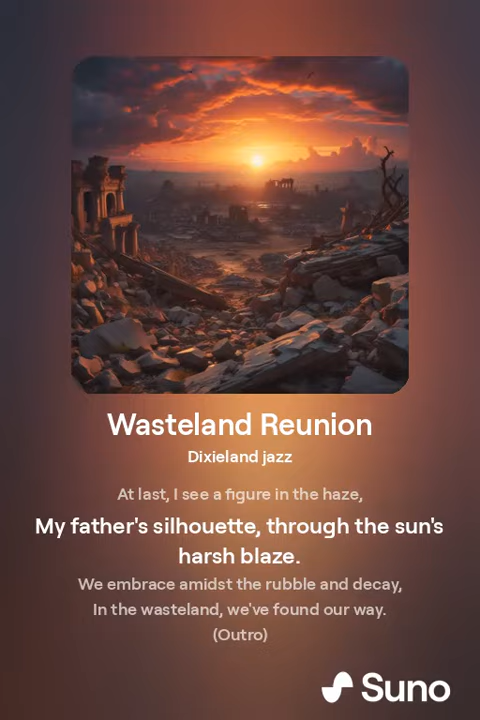 Wasteland Reunion
Dixieland jazz
At last, I see a figure in the haze,
My father's silhouette, through the sun's
harsh blaze.
We embrace amidst the rubble and decay,
In the wasteland, we've found our way.
(Outro)
Suno